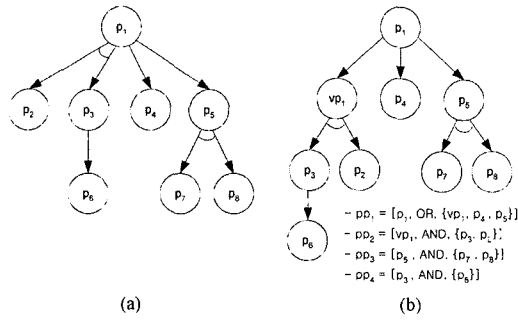 p₁
p₂ p₃ p₄ p₅
p₆ p₇ p₈
(a)
p₁
vp₁ p₄ p₅
p₃ p₂ p₇ p₈
p₆
– pp₁ = [p₁, OR, {vp₁, p₄, p₅}]
– pp₂ = [vp₁, AND, {p₃, }]
– pp₃ = [p₅, AND, {p₇, p₈}]
– pp₄ = [p₃, AND, {p₆}]
(b)